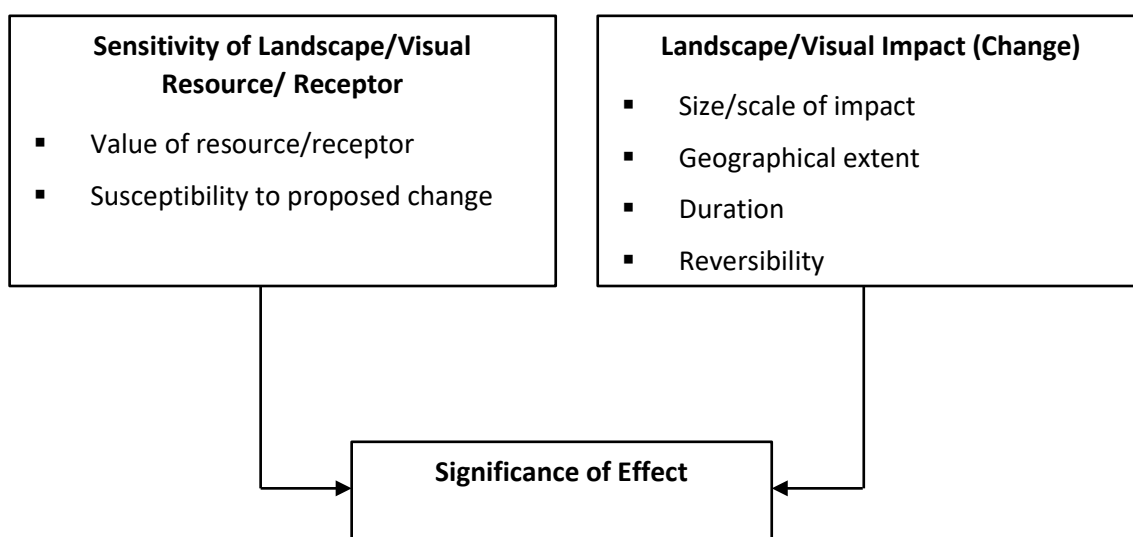 Sensitivity of Landscape/Visual
Resource/ Receptor
▪ Value of resource/receptor
▪ Susceptibility to proposed change
Landscape/Visual Impact (Change)
▪ Size/scale of impact
▪ Geographical extent
▪ Duration
▪ Reversibility
Significance of Effect